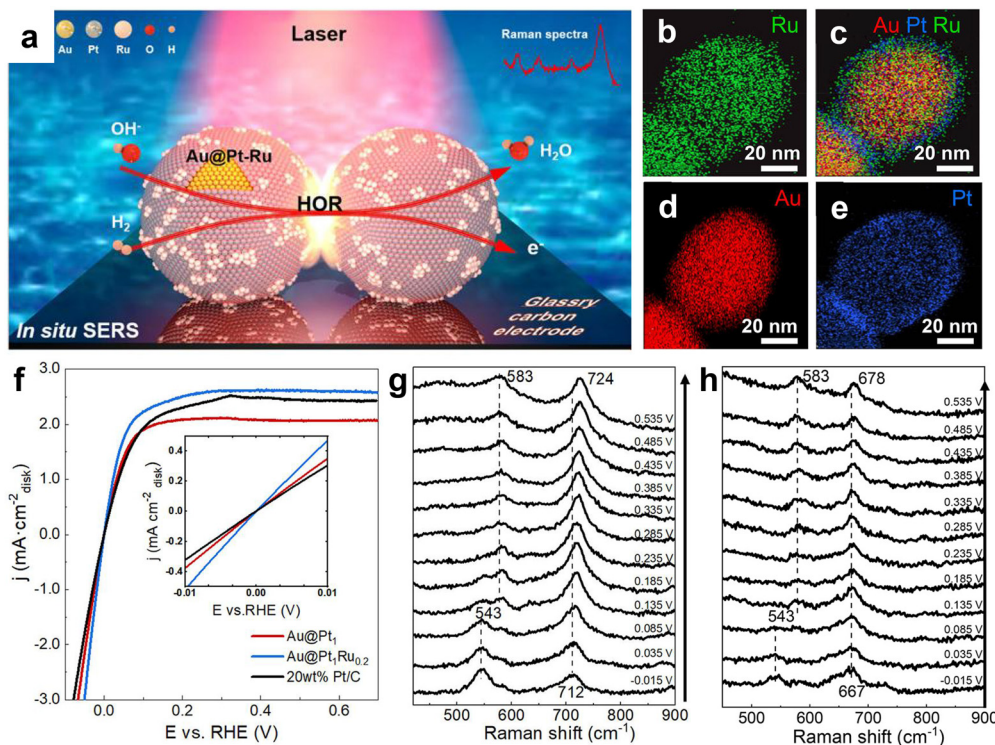 a
Au Pt Ru O H
Laser
Raman spectra
OH-
Au@Pt-Ru
H2O
HOR
H2
e-
In situ SERS
Glassry
carbon
electrode
b
Ru
20 nm
c
Au Pt Ru
20 nm
d
Au
20 nm
e
Pt
20 nm
f
3.0
2.0
1.0
0.0
-1.0
-2.0
-3.0
j (mA·cm-2disk)
0.0 0.2 0.4 0.6
E vs. RHE (V)
0.4
0.2
0.0
-0.2
-0.4
j (mA cm-2disk)
-0.01 0.00 0.01
E vs.RHE (V)
Au@Pt1
Au@Pt1Ru0.2
20wt% Pt/C
g
583
724
0.535 V
0.485 V
0.435 V
0.385 V
0.335 V
0.285 V
0.235 V
0.185 V
0.135 V
543
0.085 V
0.035 V
-0.015 V
712
500 600 700 800 900
Raman shift (cm-1)
h
583
678
0.535 V
0.485 V
0.435 V
0.385 V
0.335 V
0.285 V
0.235 V
0.185 V
0.135 V
543
0.085 V
0.035 V
-0.015 V
667
500 600 700 800 900
Raman shift (cm-1)